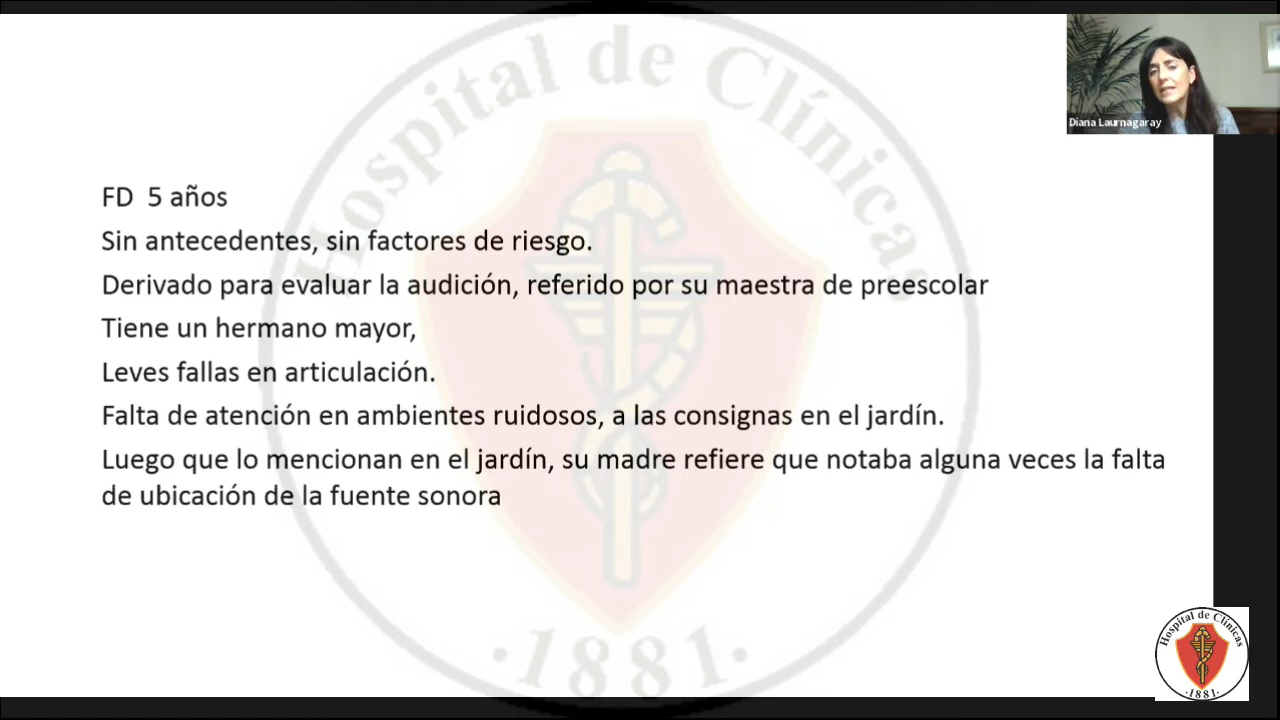 Hospital de Clínicas
Diana Laurnagaray
FD 5 años
Sin antecedentes, sin factores de riesgo.
Derivado para evaluar la audición, referido por su maestra de preescolar
Tiene un hermano mayor,
Leves fallas en articulación.
Falta de atención en ambientes ruidosos, a las consignas en el jardín.
Luego que lo mencionan en el jardín, su madre refiere que notaba alguna veces la falta
de ubicación de la fuente sonora
·1881·
Hospital de Clínicas
·1881·